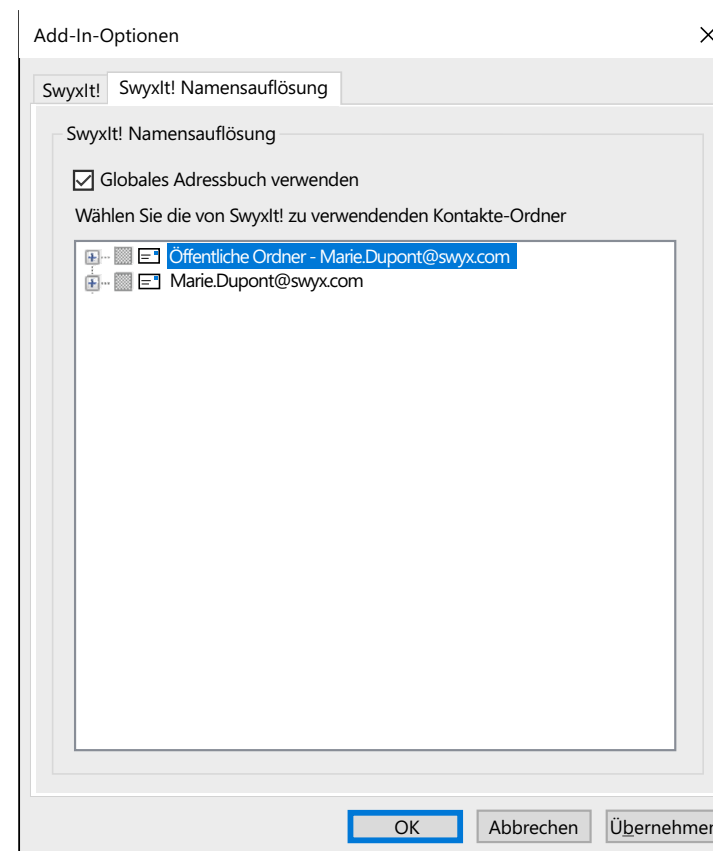 Add-In-Optionen
SwyxIt! SwyxIt! Namensauflösung
SwyxIt! Namensauflösung
Globales Adressbuch verwenden
Wählen Sie die von SwyxIt! zu verwendenden Kontakte-Ordner
Öffentliche Ordner - Marie.Dupont@swyx.com
Marie.Dupont@swyx.com
OK Abbrechen Übernehmen